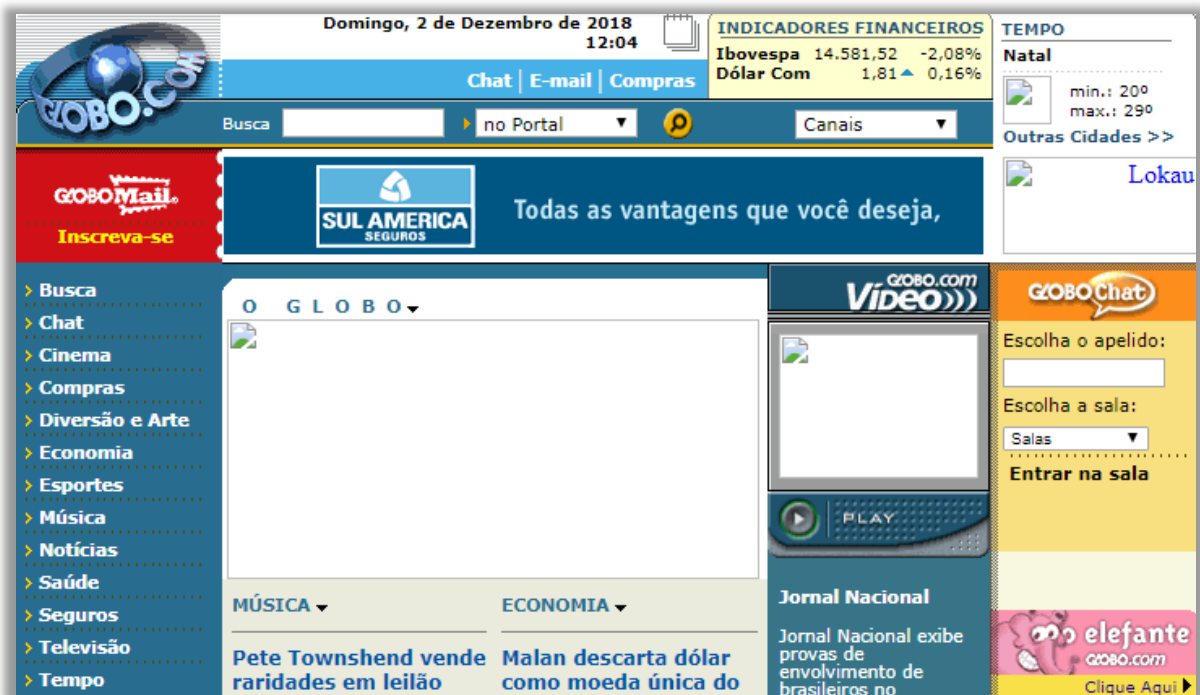 GLOBO.COM
Domingo, 2 de Dezembro de 2018
12:04
Chat | E-mail | Compras
INDICADORES FINANCEIROS
Ibovespa 14.581,52 -2,08%
Dólar Com 1,81 0,16%
TEMPO
Natal
min.: 20º
max.: 29º
Outras Cidades >>
Busca no Portal Canais
GLOBOMail
Inscreva-se
SUL AMERICA
SEGUROS
Todas as vantagens que você deseja,
Lokau
> Busca
> Chat
> Cinema
> Compras
> Diversão e Arte
> Economia
> Esportes
> Música
> Notícias
> Saúde
> Seguros
> Televisão
> Tempo
O GLOBO
MÚSICA
Pete Townshend vende
raridades em leilão
ECONOMIA
Malan descarta dólar
como moeda única do
GLOBO.COM
Vídeo)))
PLAY
Jornal Nacional
Jornal Nacional exibe
provas de
envolvimento de
brasileiros no
GLOBOChat
Escolha o apelido:
Escolha a sala:
Salas
Entrar na sala
elefante
GLOBO.COM
Clique Aqui